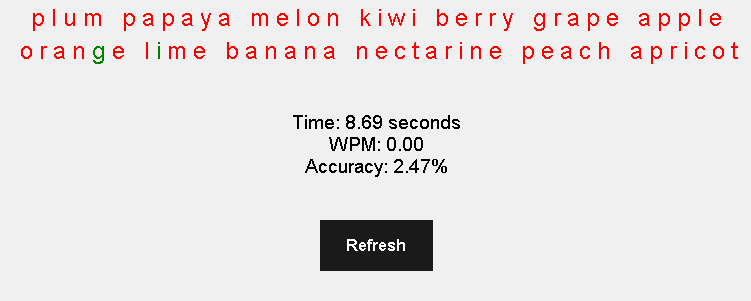 plum papaya melon kiwi berry grape apple
orange lime banana nectarine peach apricot
Time: 8.69 seconds
WPM: 0.00
Accuracy: 2.47%
Refresh